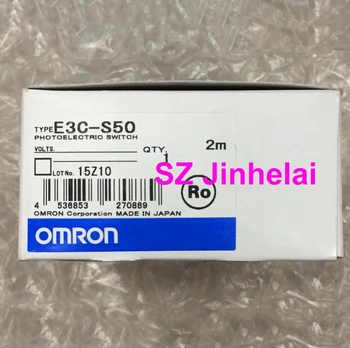 TYPE E3C-S50
PHOTOELECTRIC SWITCH
VOLTS. QTY. 2m
1
LOT No. 15Z10
SZ Jinhelai
Ro
4 536853 270889
OMRON Corporation MADE IN JAPAN
OMRON